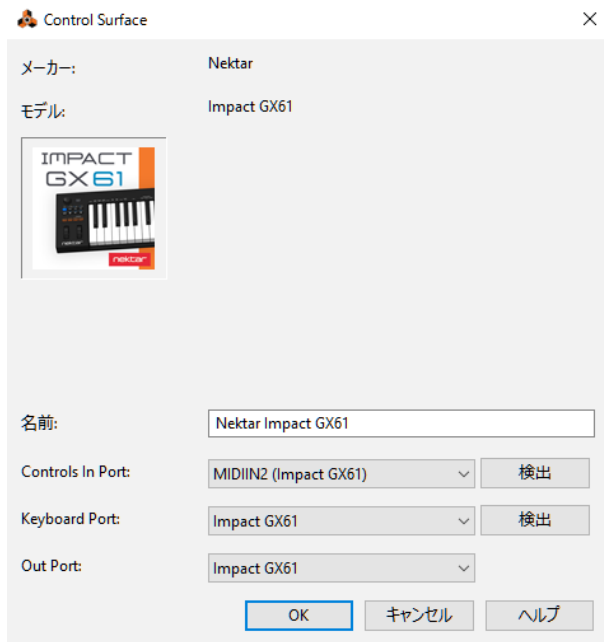 Control Surface
メーカー: Nektar
モデル: Impact GX61
IMPACT
GX61
nektar
nektar
名前: Nektar Impact GX61
Controls In Port: MIDIIN2 (Impact GX61) 検出
Keyboard Port: Impact GX61 検出
Out Port: Impact GX61
OK キャンセル ヘルプ